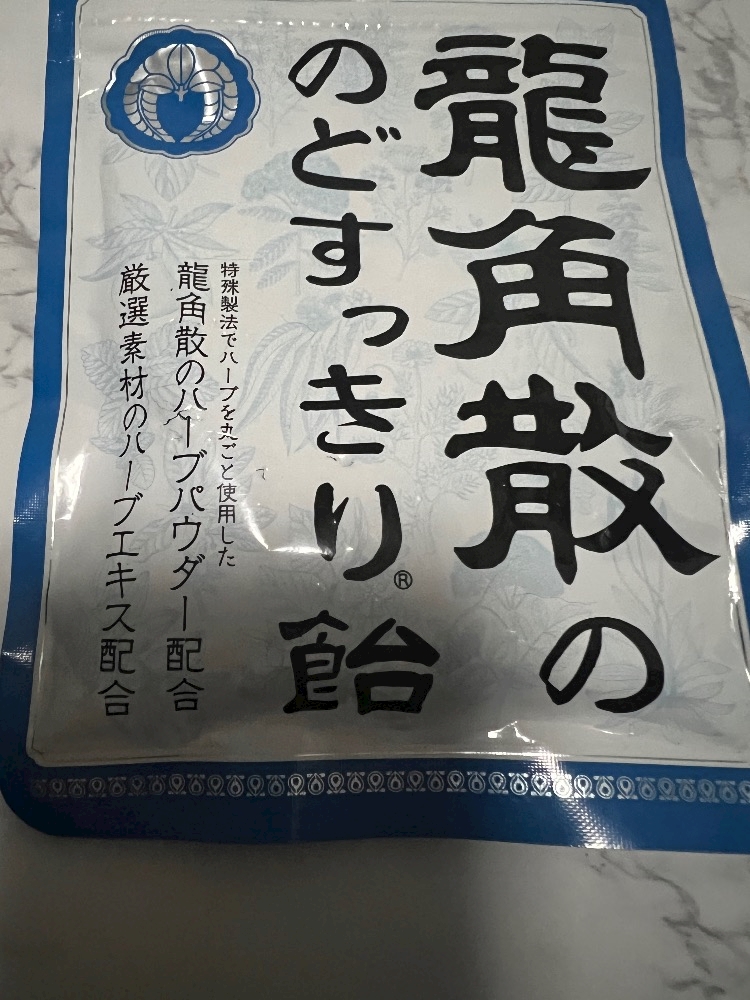 龍角散の
のどすっきり®飴
特殊製法でハーブを丸ごと使用した
龍角散のハーブパウダー配合
厳選素材のハーブエキス配合